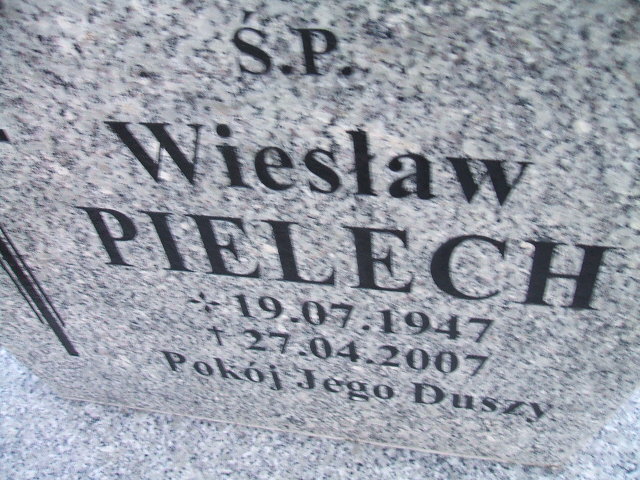 Ś.P.
Wiesław
PIELECH
19.07.1947
† 27.04.2007
Pokój Jego Duszy